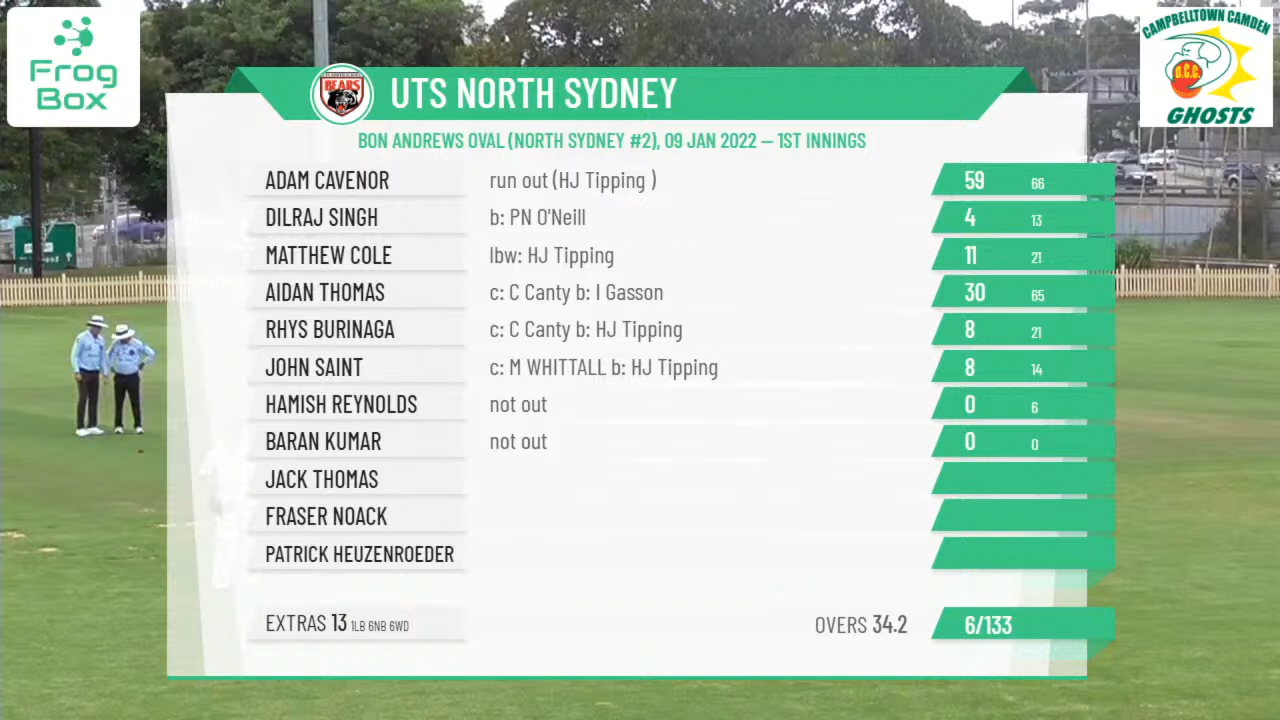 Frog
Box
CAMPBELLTOWN CAMDEN
D.C.C.
GHOSTS
BEARS
UTS NORTH SYDNEY
BON ANDREWS OVAL (NORTH SYDNEY #2), 09 JAN 2022 – 1ST INNINGS
ADAM CAVENOR run out (HJ Tipping ) 59 66
DILRAJ SINGH b: PN O'Neill 4 13
MATTHEW COLE lbw: HJ Tipping 11 21
AIDAN THOMAS c: C Canty b: I Gasson 30 65
RHYS BURINAGA c: C Canty b: HJ Tipping 8 21
JOHN SAINT c: M WHITTALL b: HJ Tipping 8 14
HAMISH REYNOLDS not out 0 6
BARAN KUMAR not out 0 0
JACK THOMAS
FRASER NOACK
PATRICK HEUZENROEDER
EXTRAS 13 1LB 6NB 6WD OVERS 34.2 6/133